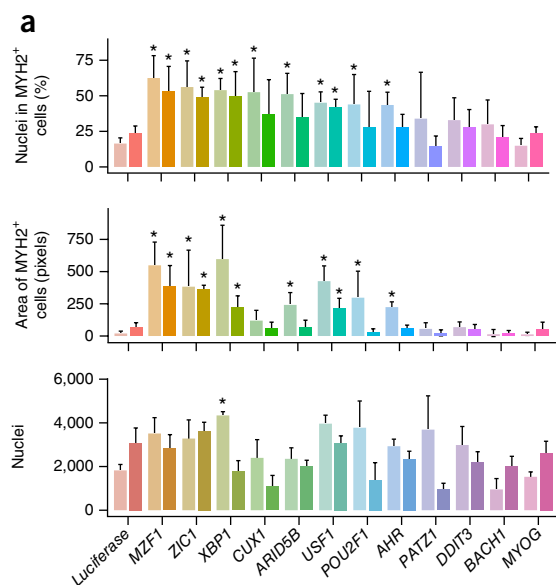 a
Nuclei in MYH2+
cells (%)
75
50
25
0
* * * * * * * * * * * *
Area of MYH2+
cells (pixels)
750
500
250
0
* * * * * * * * * * *
Nuclei
6,000
4,000
2,000
0
*
Luciferase
MZF1
ZIC1
XBP1
CUX1
ARID5B
USF1
POU2F1
AHR
PATZ1
DDIT3
BACH1
MYOG